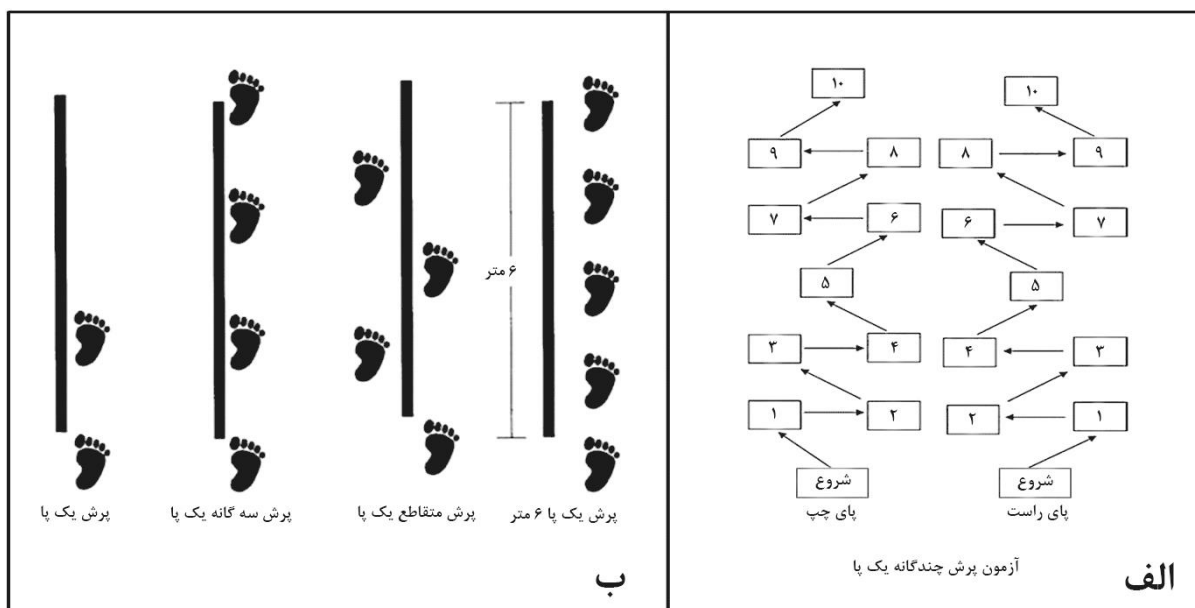 ۱۰ ۱۰
۹ ۸ ۸ ۹
۷ ۶ ۶ ۷
۵ ۵
۳ ۴ ۴ ۳
۱ ۲ ۲ ۱
شروع شروع
پای راست پای چپ
آزمون پرش چندگانه یک پا
الف
۶ متر
پرش یک پا ۶ متر پرش متقاطع یک پا پرش سه گانه یک پا پرش یک پا
ب